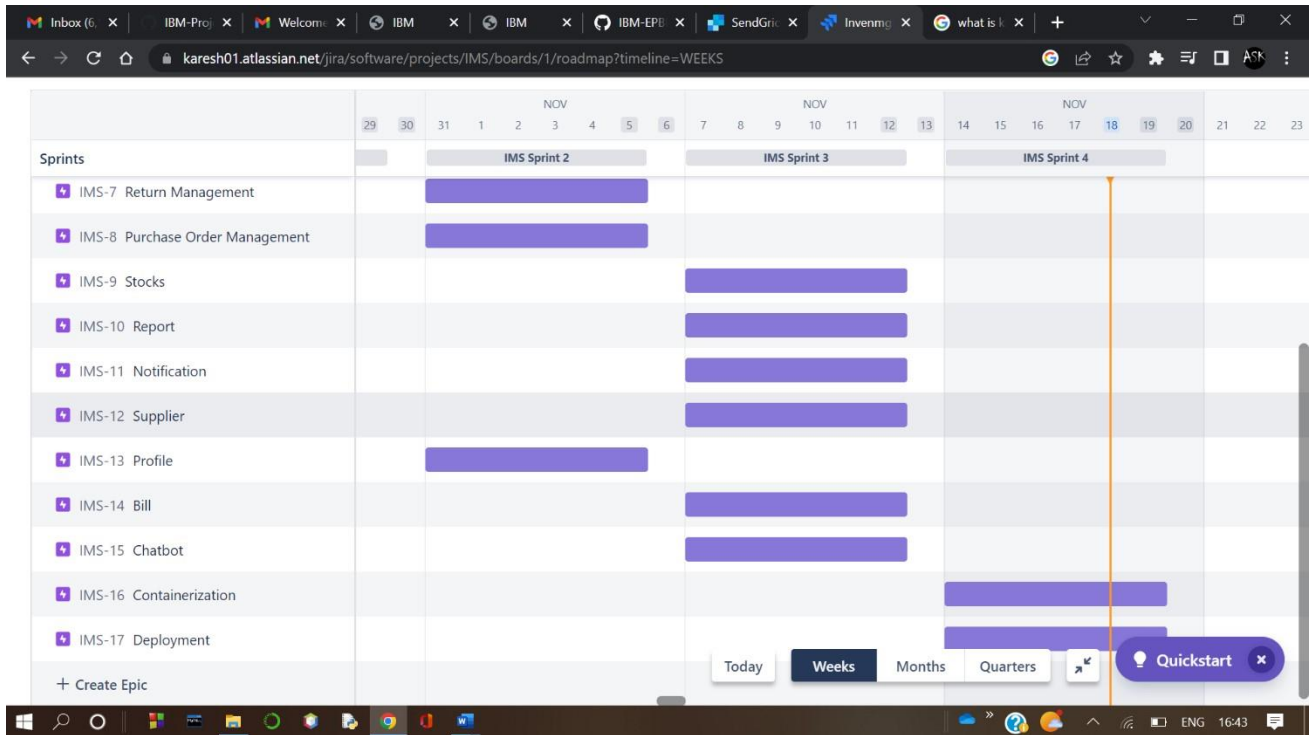 Inbox (6, IBM-Proj Welcome IBM IBM IBM-EPB SendGric Invenmg what is k
karesh01.atlassian.net/jira/software/projects/IMS/boards/1/roadmap?timeline=WEEKS ASK
NOV NOV NOV
29 30 31 1 2 3 4 5 6 7 8 9 10 11 12 13 14 15 16 17 18 19 20 21 22 23
Sprints IMS Sprint 2 IMS Sprint 3 IMS Sprint 4
IMS-7 Return Management
IMS-8 Purchase Order Management
IMS-9 Stocks
IMS-10 Report
IMS-11 Notification
IMS-12 Supplier
IMS-13 Profile
IMS-14 Bill
IMS-15 Chatbot
IMS-16 Containerization
IMS-17 Deployment
Today Weeks Months Quarters Quickstart
+ Create Epic
ENG 16:43